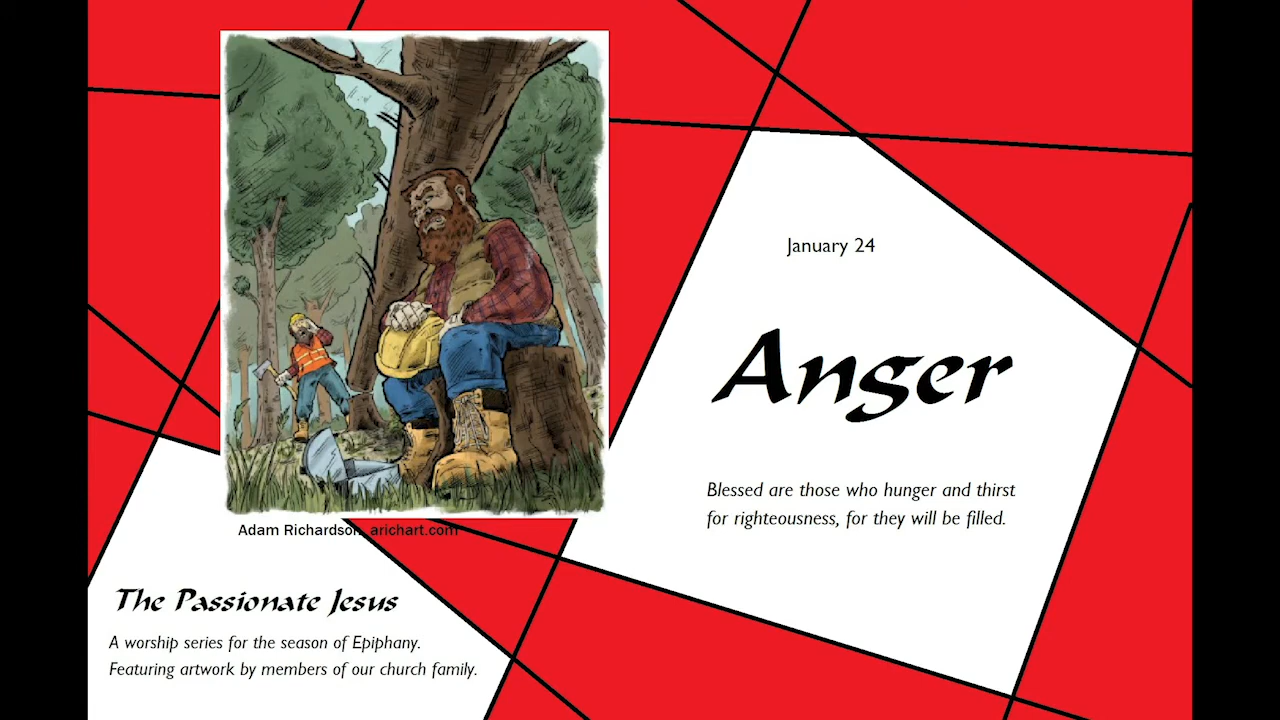 January 24
Anger
Blessed are those who hunger and thirst
for righteousness, for they will be filled.
Adam Richardson, arichart.com
The Passionate Jesus
A worship series for the season of Epiphany.
Featuring artwork by members of our church family.